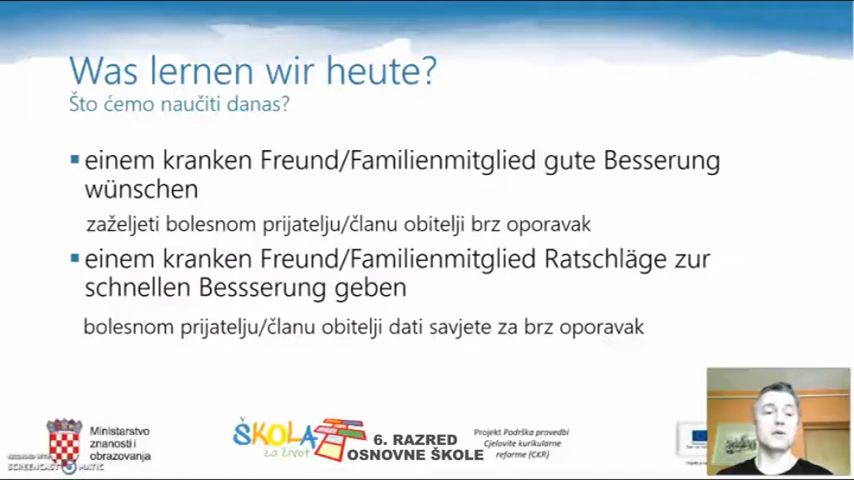 Was lernen wir heute?
Što ćemo naučiti danas?
einem kranken Freund/Familienmitglied gute Besserung
wünschen
zaželjeti bolesnom prijatelju/članu obitelji brz oporavak
einem kranken Freund/Familienmitglied Ratschläge zur
schnellen Bessserung geben
bolesnom prijatelju/članu obitelji dati savjete za brz oporavak
Ministarstvo
znanosti i
obrazovanja
ŠKOLA
za život
6. RAZRED
OSNOVNE ŠKOLE
Projekt Podrška provedbi
Cjelovite kurikularne
reforme (CKR)
SCREENCAST MATIC